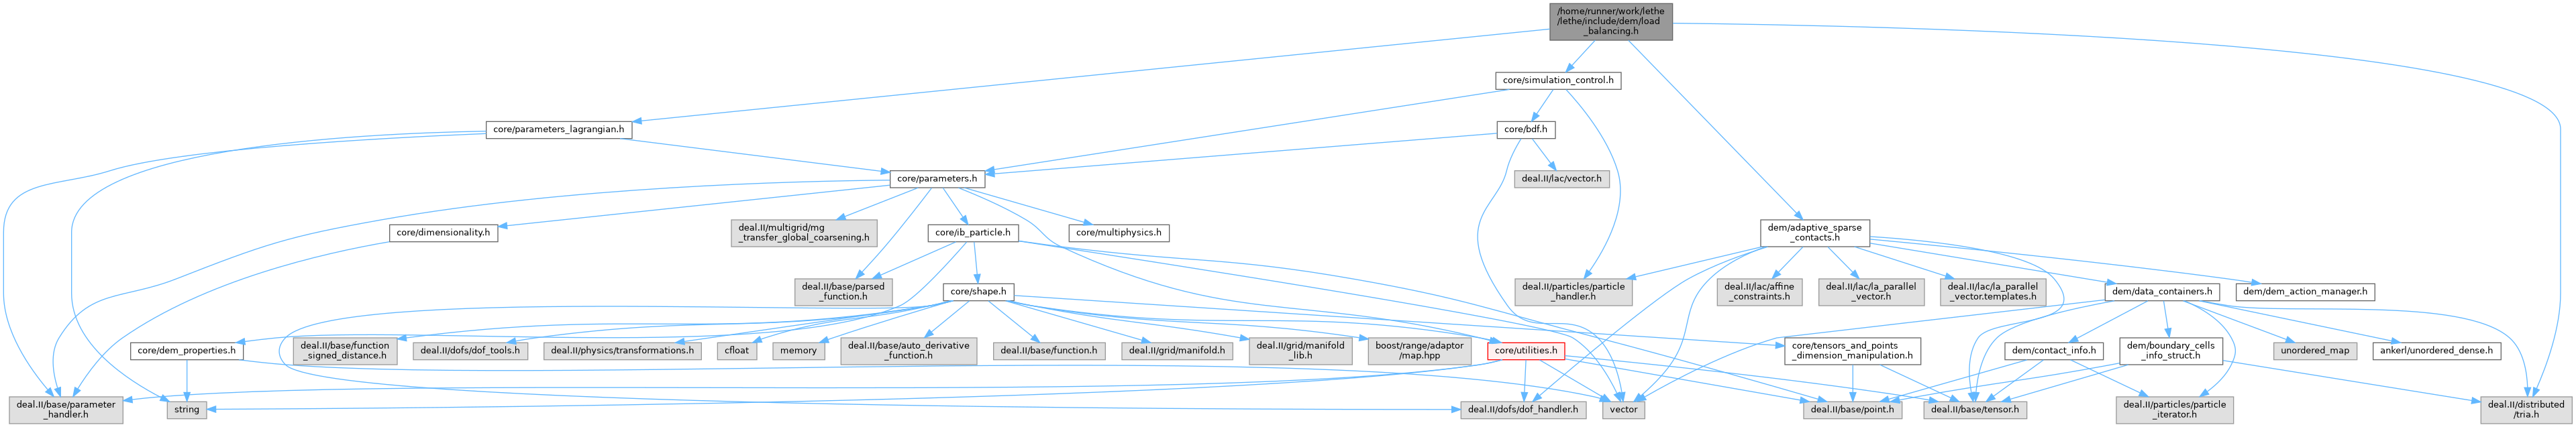 /home/runner/work/lethe
/lethe/include/dem/load
_balancing.h
core/simulation_control.h
core/parameters_lagrangian.h
core/bdf.h
core/parameters.h
deal.II/lac/vector.h
core/dimensionality.h
deal.II/multigrid/mg
_transfer_global_coarsening.h
core/ib_particle.h
core/multiphysics.h
dem/adaptive_sparse
_contacts.h
deal.II/base/parsed
_function.h
core/shape.h
deal.II/particles/particle
_handler.h
deal.II/lac/affine
_constraints.h
deal.II/lac/la_parallel
_vector.h
deal.II/lac/la_parallel
_vector.templates.h
dem/data_containers.h
dem/dem_action_manager.h
core/dem_properties.h
deal.II/base/function
_signed_distance.h
deal.II/dofs/dof_tools.h
deal.II/physics/transformations.h
cfloat
memory
deal.II/base/auto_derivative
_function.h
deal.II/base/function.h
deal.II/grid/manifold.h
deal.II/grid/manifold
_lib.h
boost/range/adaptor
/map.hpp
core/utilities.h
core/tensors_and_points
_dimension_manipulation.h
dem/contact_info.h
dem/boundary_cells
_info_struct.h
unordered_map
ankerl/unordered_dense.h
deal.II/base/parameter
_handler.h
string
deal.II/dofs/dof_handler.h
vector
deal.II/base/point.h
deal.II/base/tensor.h
deal.II/particles/particle
_iterator.h
deal.II/distributed
/tria.h